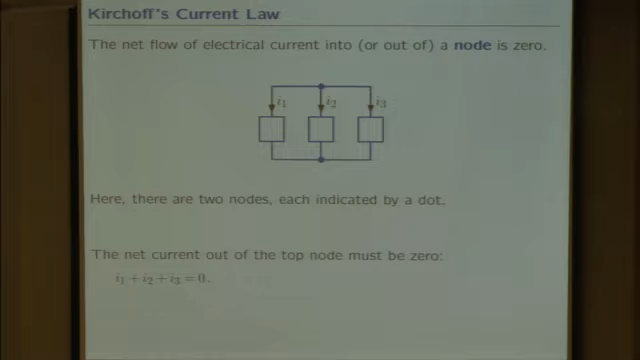 Kirchoff's Current Law
The net flow of electrical current into (or out of) a node is zero.
i1 i2 i3
Here, there are two nodes, each indicated by a dot.
The net current out of the top node must be zero:
i1 + i2 + i3 = 0.